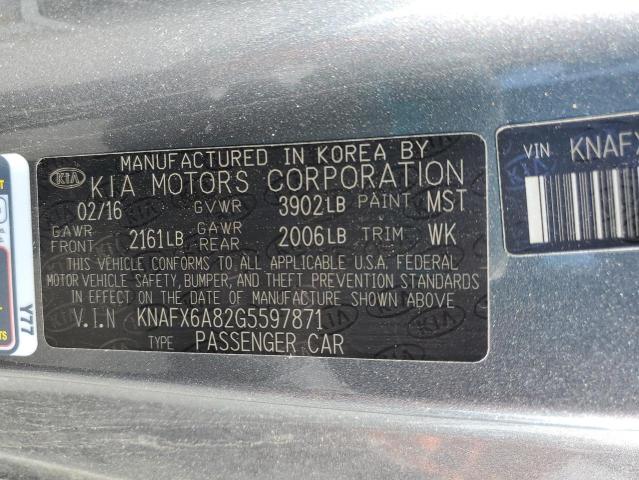 MANUFACTURED IN KOREA BY
KIA KIA MOTORS CORPORATION
02/16 GVWR 3902LB PAINT MST
GAWR FRONT 2161LB GAWR REAR 2006LB TRIM WK
THIS VEHICLE CONFORMS TO ALL APPLICABLE U.S.A. FEDERAL
MOTOR VEHICLE SAFETY, BUMPER, AND THEFT PREVENTION STANDARDS
IN EFFECT ON THE DATE OF MANUFACTURE SHOWN ABOVE
V.I.N KNAFX6A82G5597871
TYPE PASSENGER CAR
VIN KNAFX
Y77